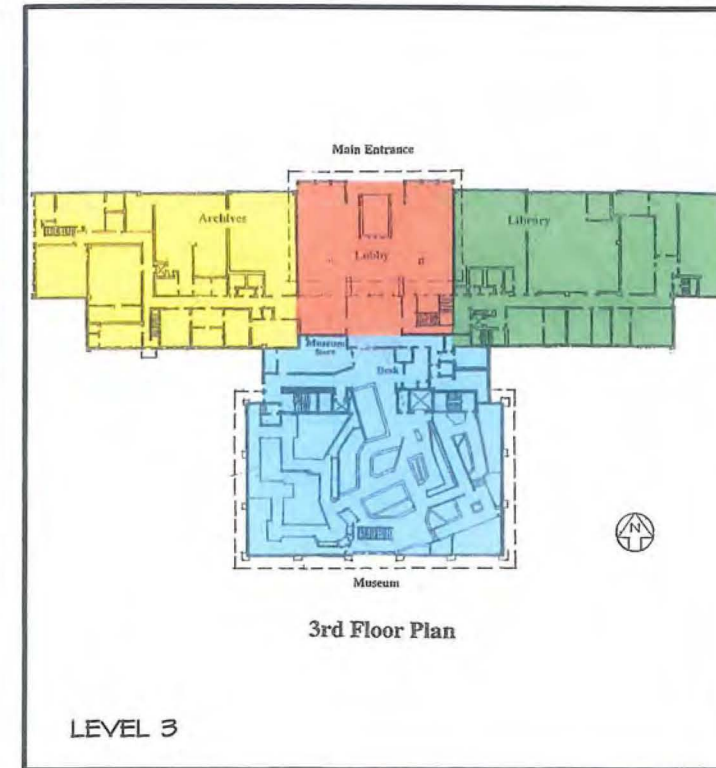 Main Entrance
Archives
Lobby
Library
Museum
Store
Desk
N
Museum
3rd Floor Plan
LEVEL 3